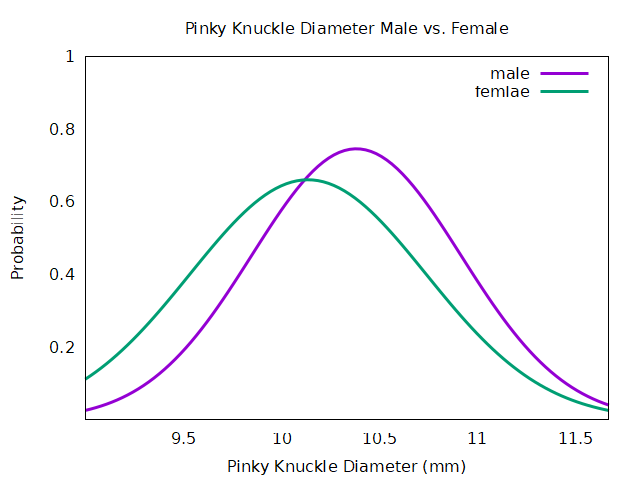 Pinky Knuckle Diameter Male vs. Female
1
0.8
0.6
0.4
0.2
Probability
male
femlae
9.5 10 10.5 11 11.5
Pinky Knuckle Diameter (mm)